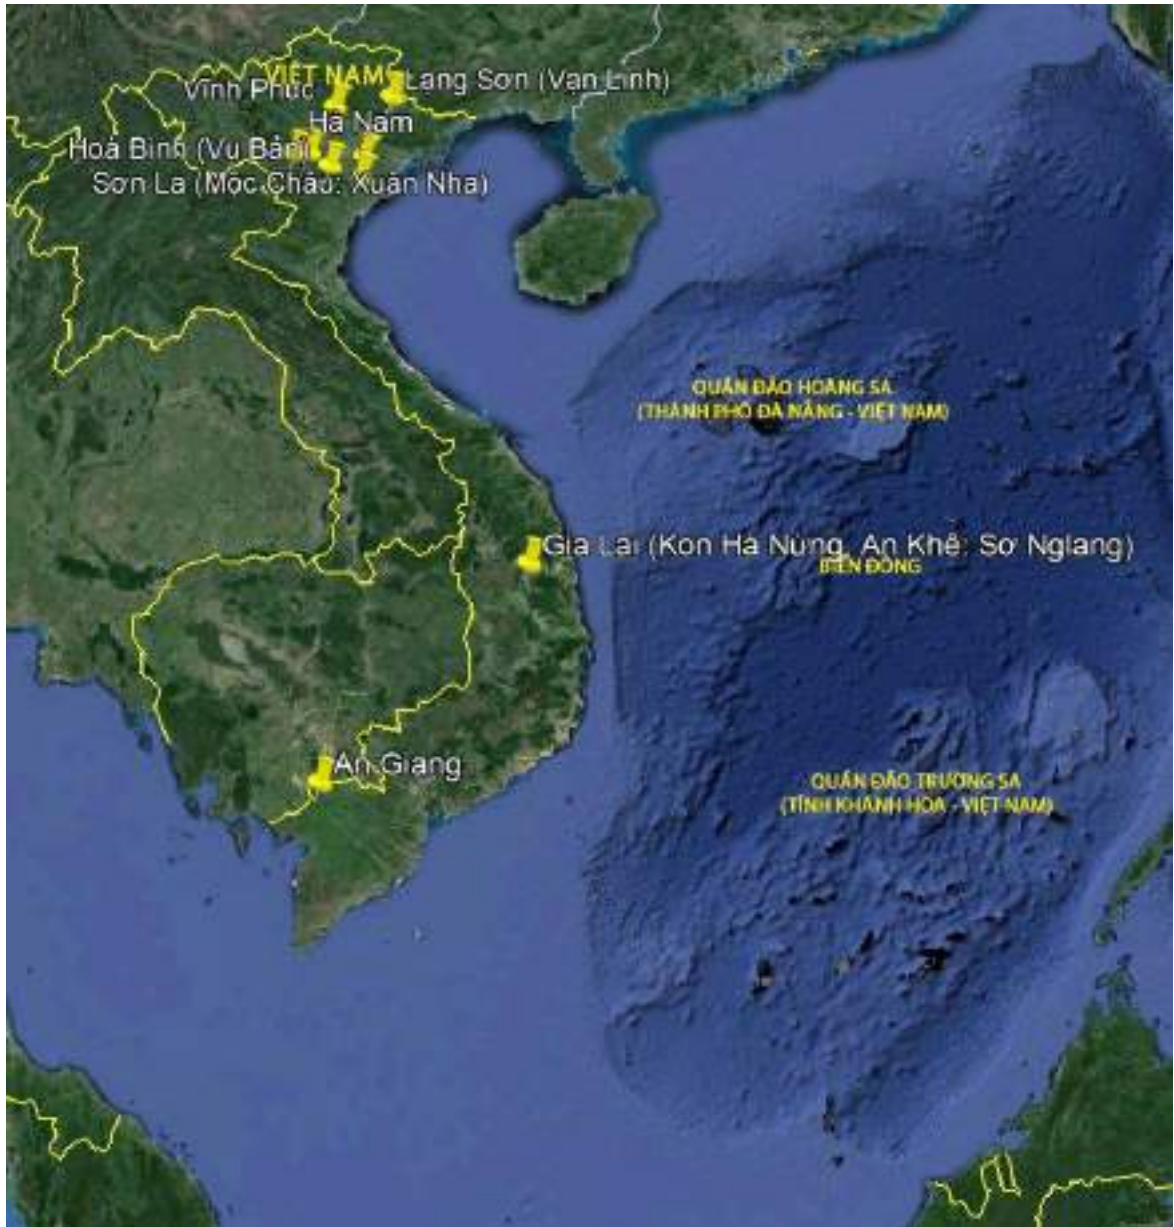 VIỆT NAM
Vĩnh Phúc
Lạng Sơn (Vạn Linh)
Hà Nam
Hoà Bình (Vụ Bản)
Sơn La (Mộc Châu; Xuân Nha)
QUẦN ĐẢO HOÀNG SA
(THÀNH PHỐ ĐÀ NẴNG - VIỆT NAM)
Gia Lai (Kon Hà Nừng, An Khê; Sơ Nglang)
BIỂN ĐÔNG
An Giang
QUẦN ĐẢO TRƯỜNG SA
(TỈNH KHÁNH HÒA - VIỆT NAM)